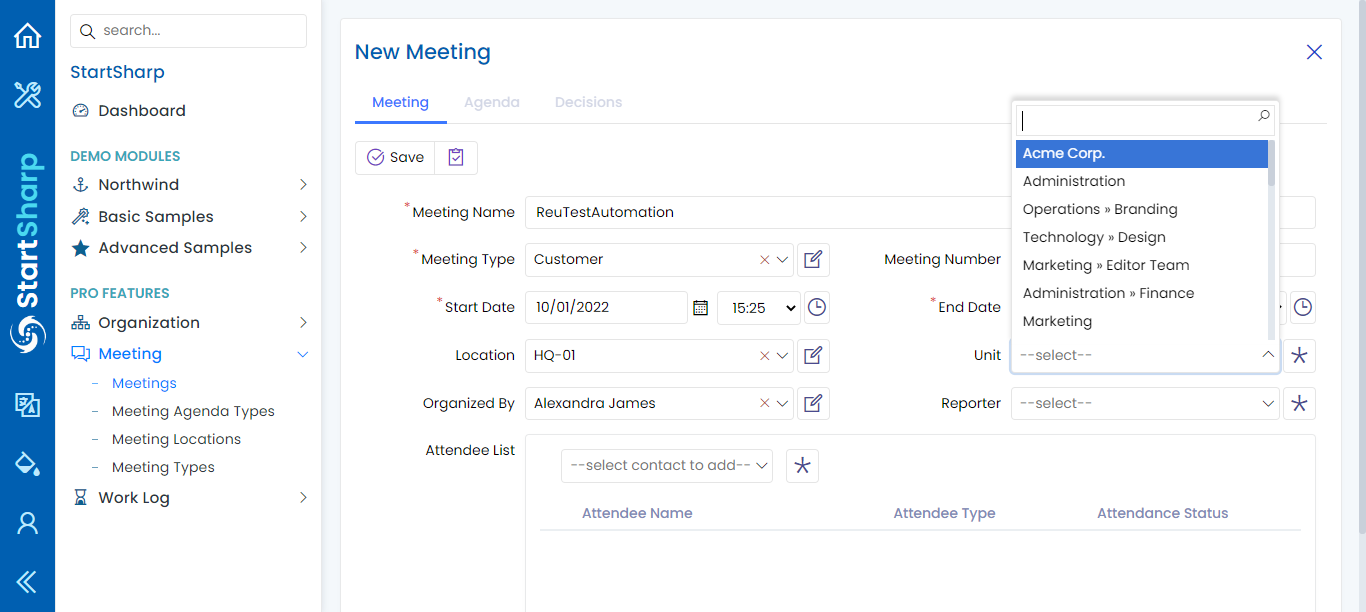 search...
StartSharp
Dashboard
DEMO MODULES
Northwind
Basic Samples
Advanced Samples
PRO FEATURES
Organization
Meeting
Meetings
Meeting Agenda Types
Meeting Locations
Meeting Types
Work Log
StartSharp
New Meeting
Meeting Agenda Decisions
Save
*Meeting Name ReuTestAutomation
*Meeting Type Customer Meeting Number
*Start Date 10/01/2022 15:25 *End Date
Location HQ-01 Unit --select--
Organized By Alexandra James Reporter --select--
Attendee List --select contact to add--
Attendee Name Attendee Type Attendance Status
Acme Corp.
Administration
Operations » Branding
Technology » Design
Marketing » Editor Team
Administration » Finance
Marketing